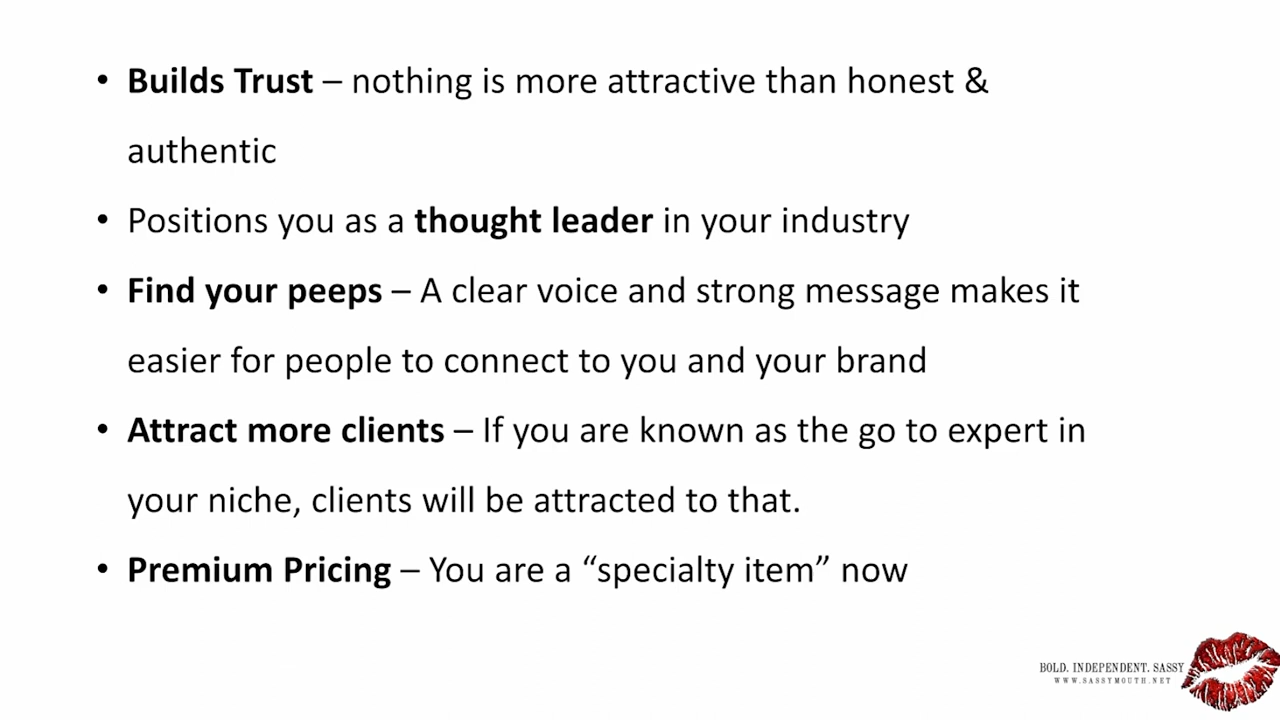 • Builds Trust – nothing is more attractive than honest &
authentic
• Positions you as a thought leader in your industry
• Find your peeps – A clear voice and strong message makes it
easier for people to connect to you and your brand
• Attract more clients – If you are known as the go to expert in
your niche, clients will be attracted to that.
• Premium Pricing – You are a “specialty item” now
BOLD. INDEPENDENT. SASSY
WWW.SASSYMOUTH.NET